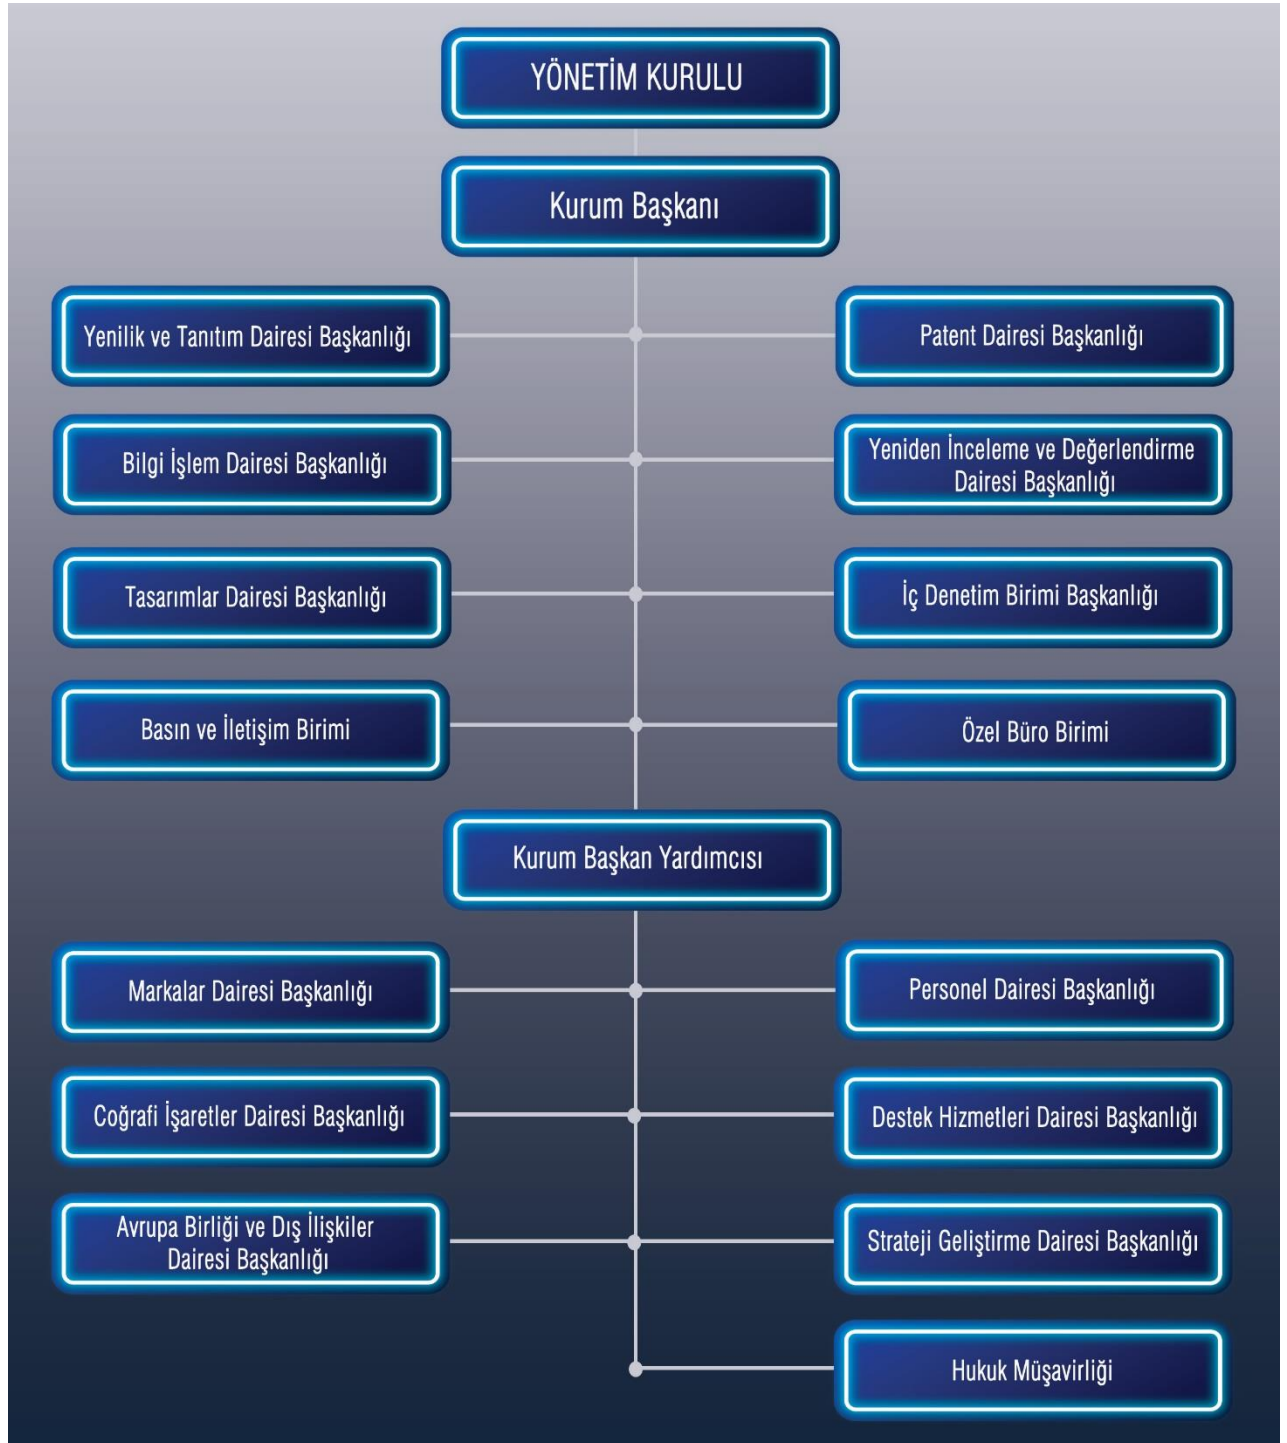 YÖNETİM KURULU
Kurum Başkanı
Yenilik ve Tanıtım Dairesi Başkanlığı
Patent Dairesi Başkanlığı
Bilgi İşlem Dairesi Başkanlığı
Yeniden İnceleme ve Değerlendirme
Dairesi Başkanlığı
Tasarımlar Dairesi Başkanlığı
İç Denetim Birimi Başkanlığı
Basın ve İletişim Birimi
Özel Büro Birimi
Kurum Başkan Yardımcısı
Markalar Dairesi Başkanlığı
Personel Dairesi Başkanlığı
Coğrafi İşaretler Dairesi Başkanlığı
Destek Hizmetleri Dairesi Başkanlığı
Avrupa Birliği ve Dış İlişkiler
Dairesi Başkanlığı
Strateji Geliştirme Dairesi Başkanlığı
Hukuk Müşavirliği